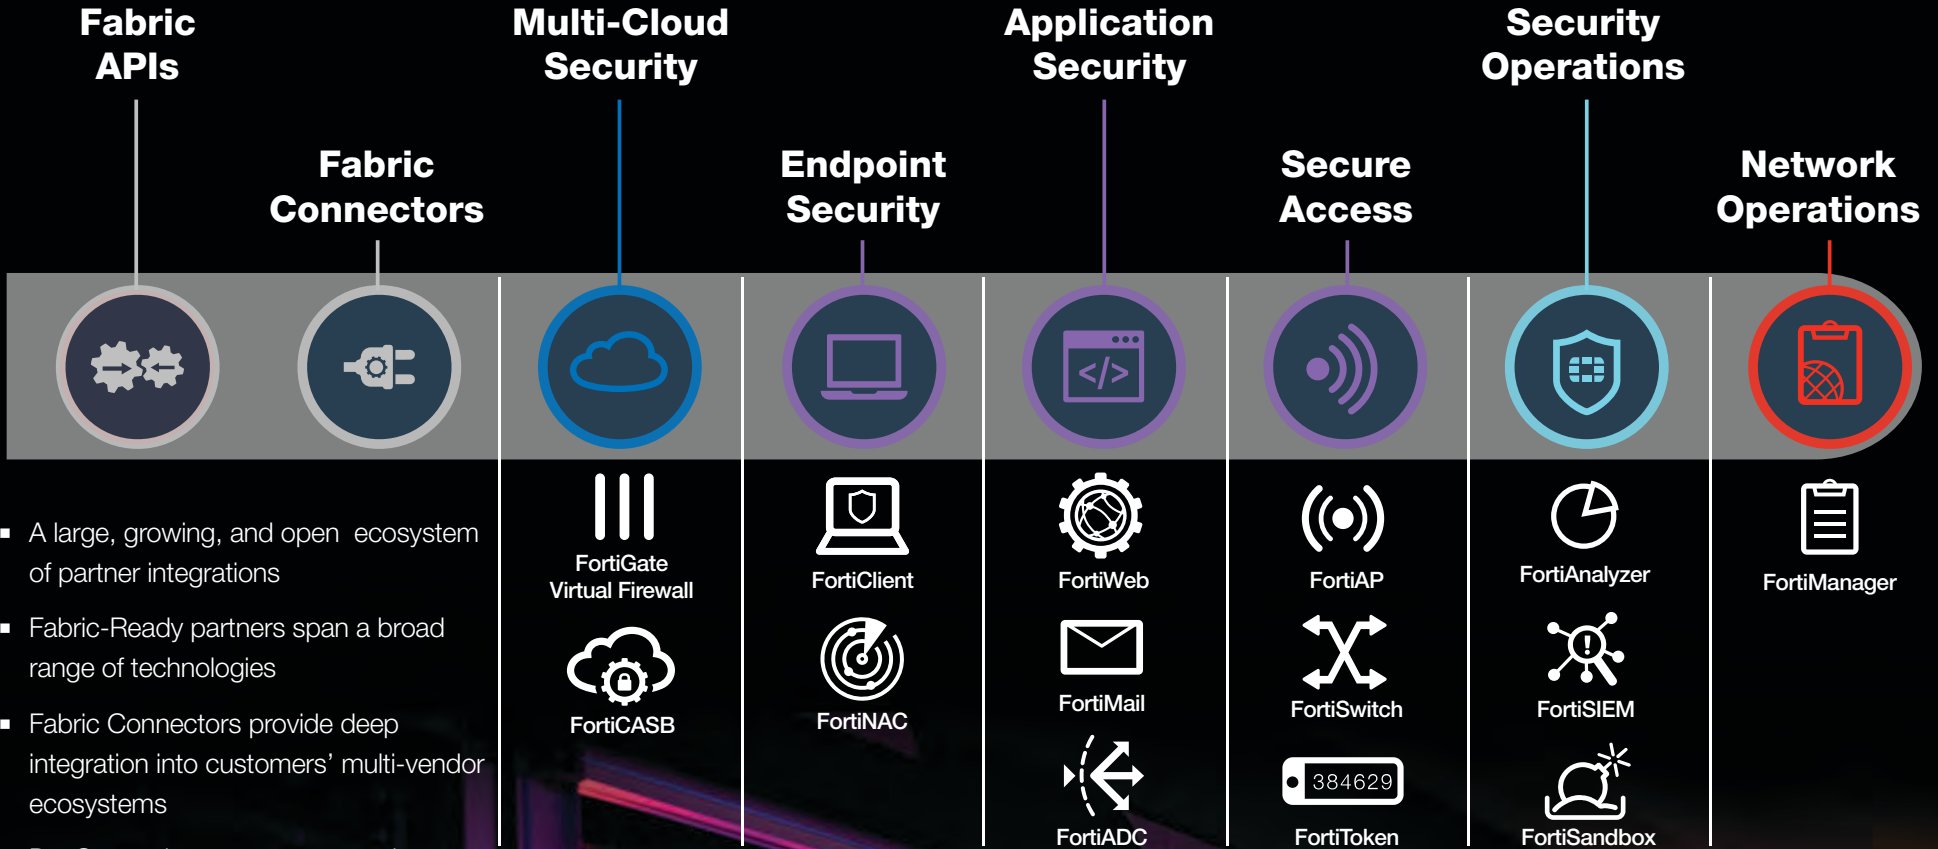 Fabric
APIs
Multi-Cloud
Security
Application
Security
Security
Operations
Fabric
Connectors
Endpoint
Security
Secure
Access
Network
Operations
▪ A large, growing, and open ecosystem
of partner integrations
▪ Fabric-Ready partners span a broad
range of technologies
▪ Fabric Connectors provide deep
integration into customers’ multi-vendor
ecosystems
FortiGate
Virtual Firewall
FortiCASB
FortiClient
FortiNAC
</>
FortiWeb
FortiMail
FortiADC
FortiAP
FortiSwitch
384629
FortiToken
FortiAnalyzer
!
FortiSIEM
FortiSandbox
FortiManager